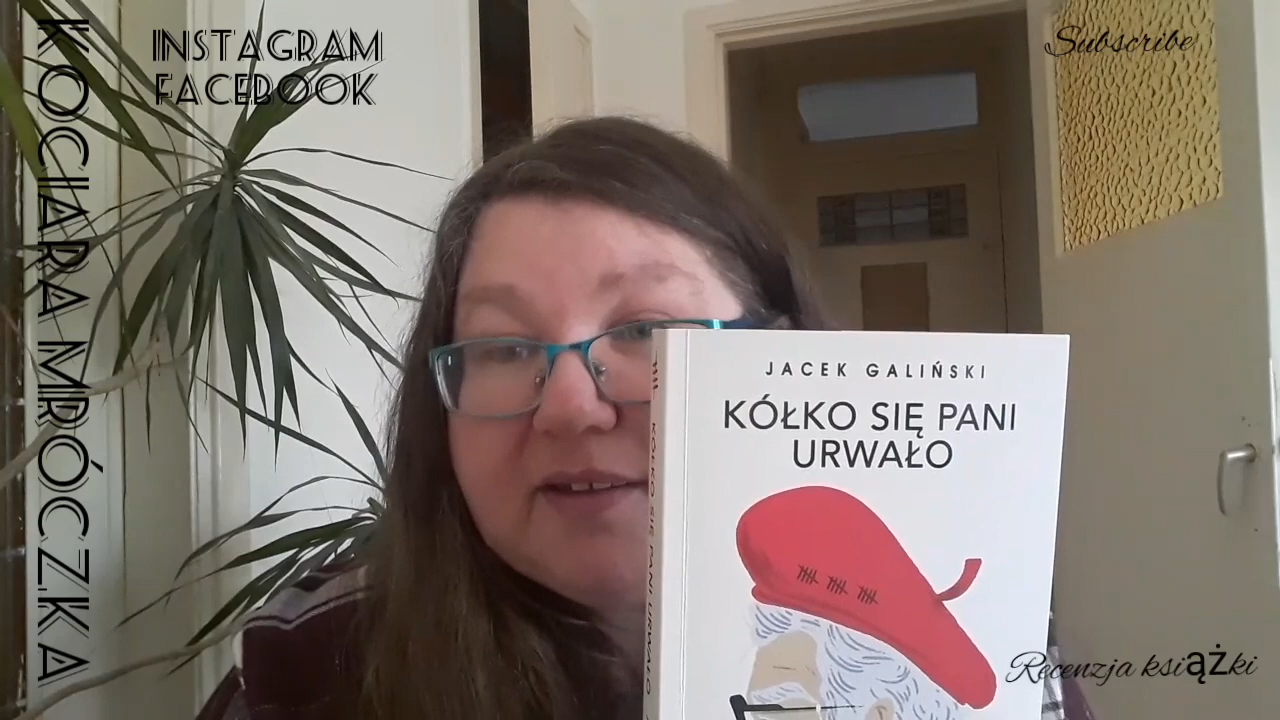 KOCIARA MRÓCZKA
INSTAGRAM
FACEBOOK
Subscribe
JACEK GALIŃSKI
KÓŁKO SIĘ PANI
URWAŁO
KÓŁKO SIĘ PANI URWAŁO
Recenzja książki